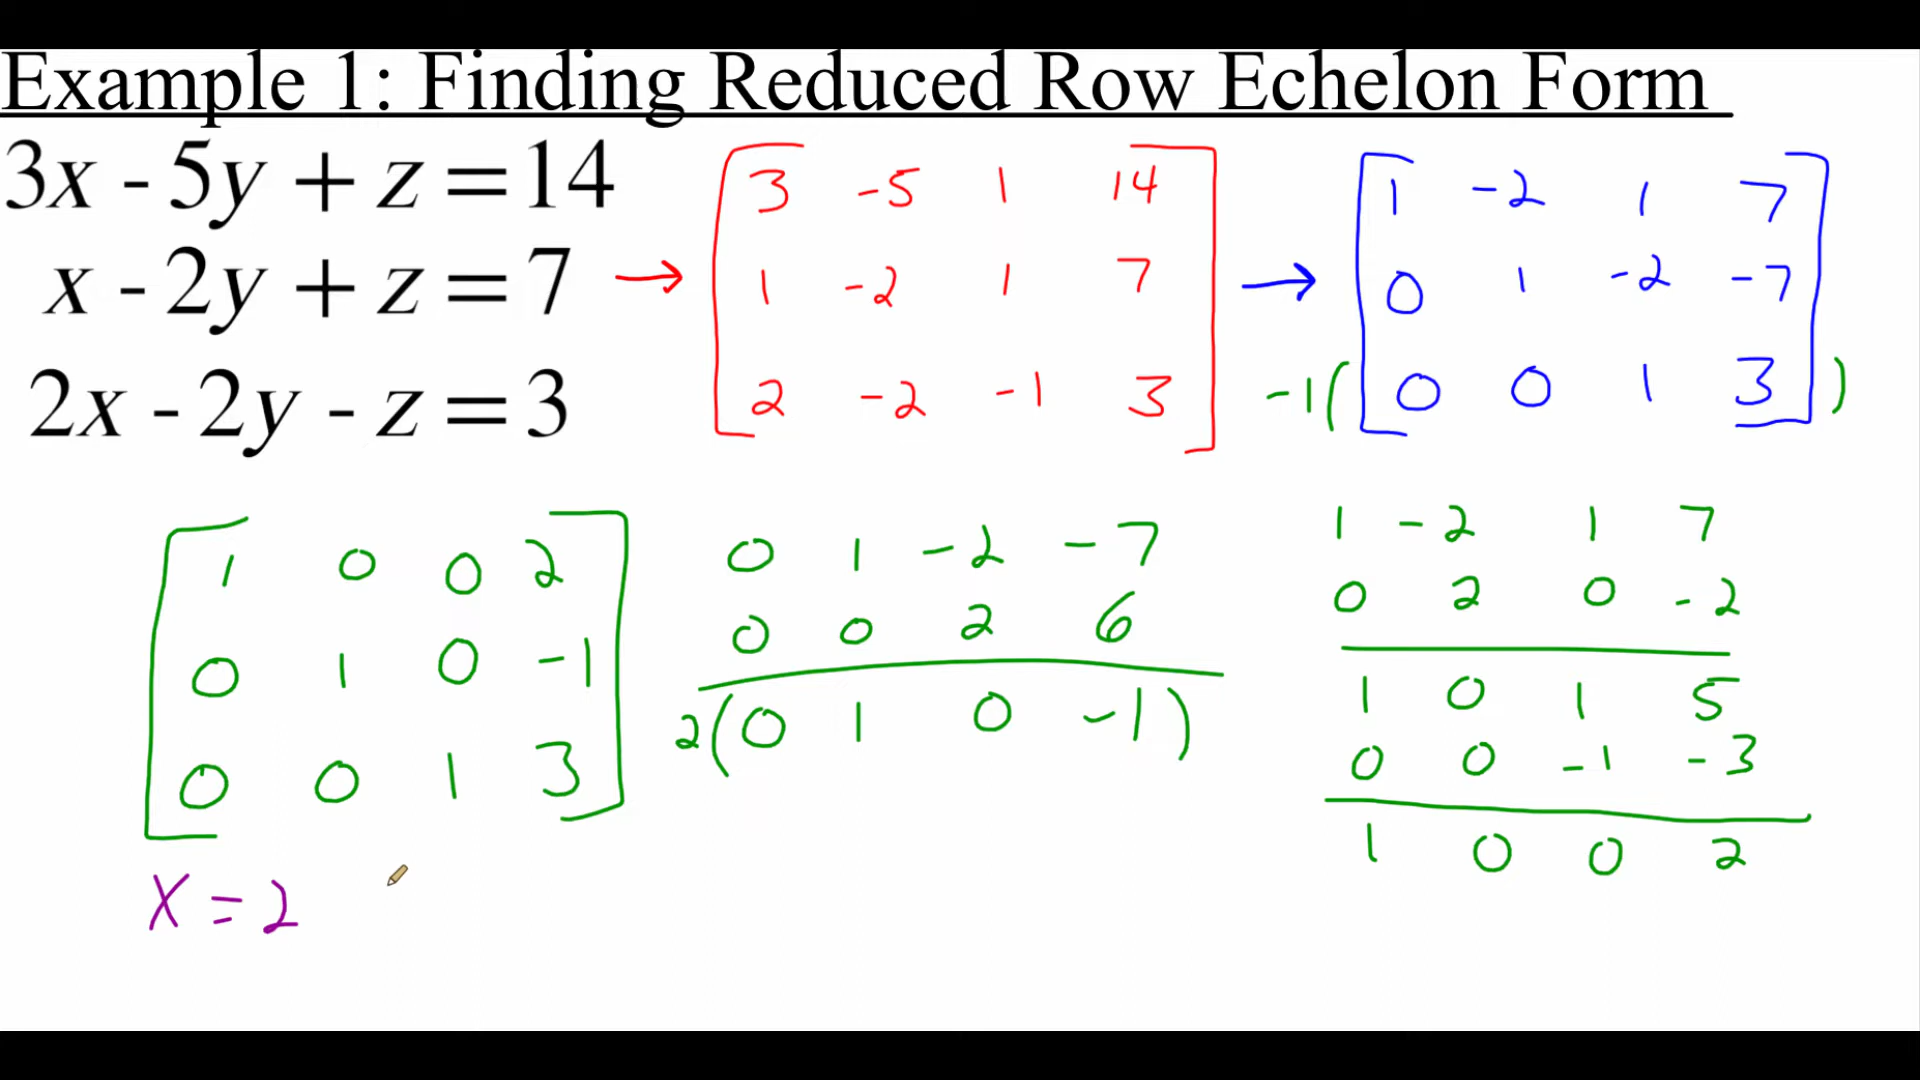 Example 1: Finding Reduced Row Echelon Form
3x - 5y + z = 14
x - 2y + z = 7
2x - 2y - z = 3
→
3 -5 1 14
1 -2 1 7
2 -2 -1 3
→
1 -2 1 7
0 1 -2 -7
-1( 0 0 1 3 )
1 0 0 2
0 1 0 -1
0 0 1 3
X = 2
0 1 -2 -7
0 0 2 6
2(0 1 0 -1)
1 -2 1 7
0 2 0 -2
1 0 1 5
0 0 -1 -3
1 0 0 2